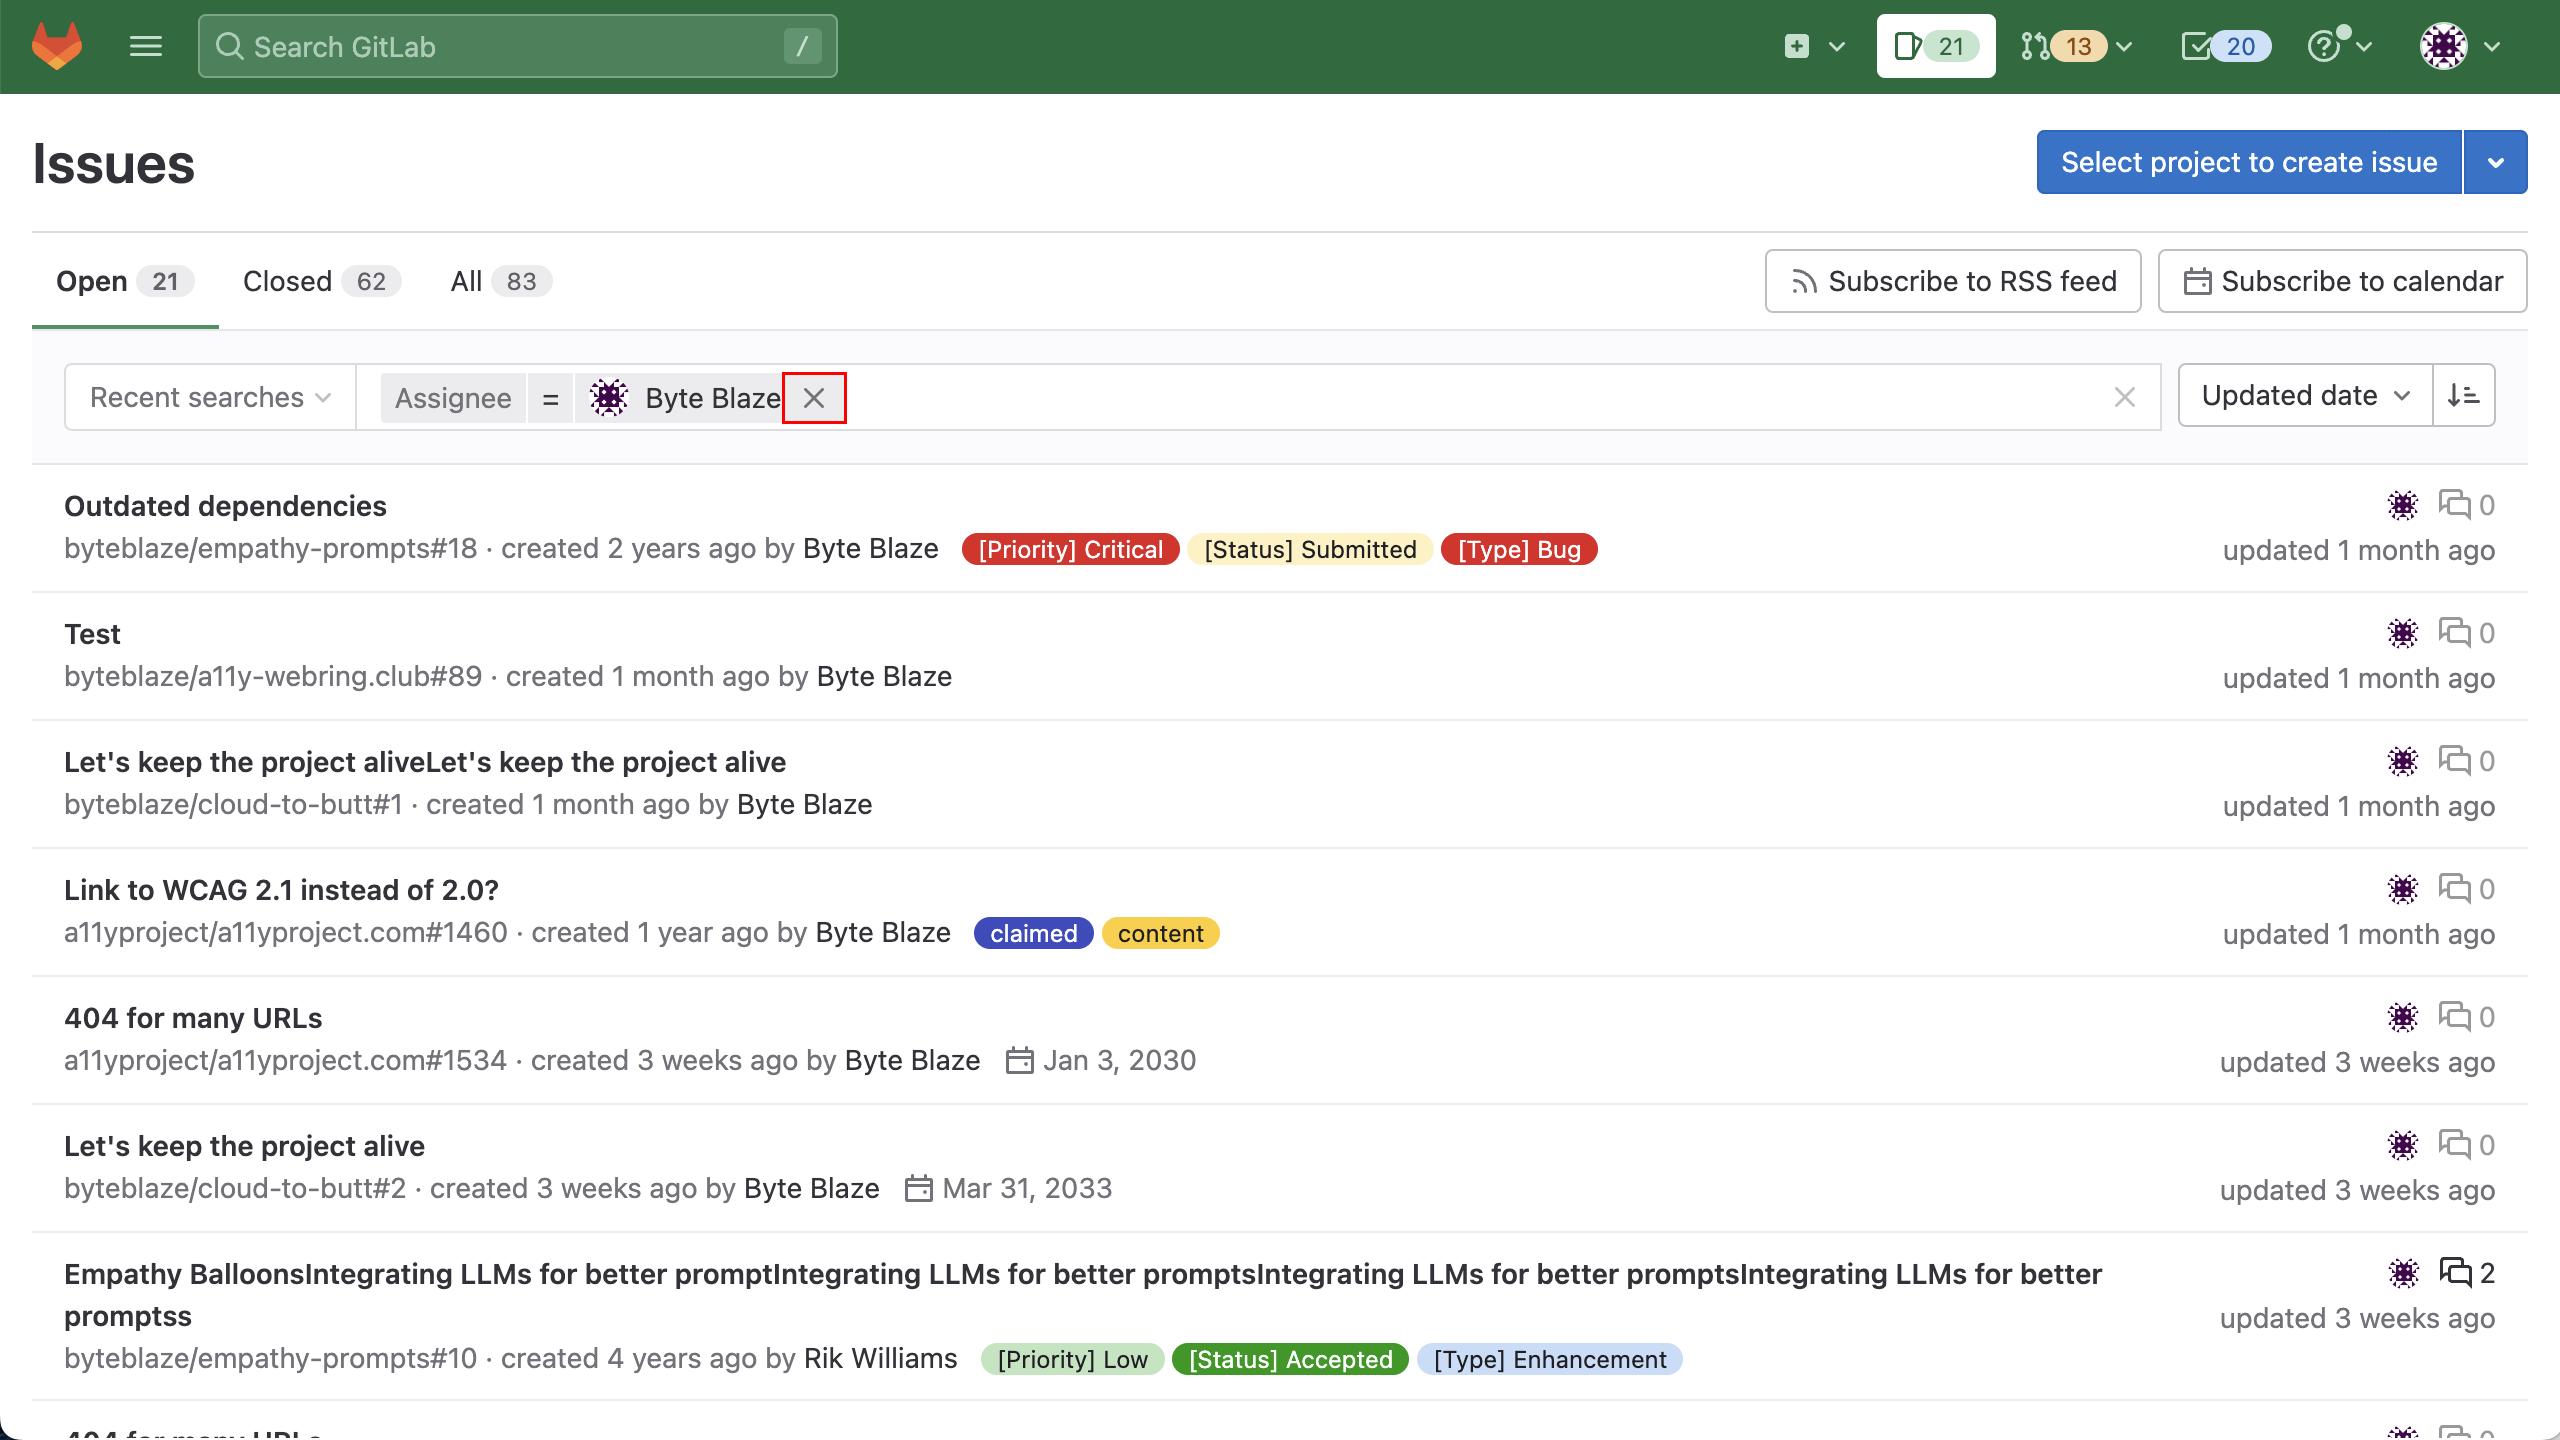 Search GitLab /
21
13
20
Issues
Select project to create issue
Open 21 Closed 62 All 83
Subscribe to RSS feed
Subscribe to calendar
Recent searches
Assignee = Byte Blaze
Updated date
Outdated dependencies
0
byteblaze/empathy-prompts#18 · created 2 years ago by Byte Blaze [Priority] Critical [Status] Submitted [Type] Bug
updated 1 month ago
Test
0
byteblaze/a11y-webring.club#89 · created 1 month ago by Byte Blaze
updated 1 month ago
Let's keep the project aliveLet's keep the project alive
0
byteblaze/cloud-to-butt#1 · created 1 month ago by Byte Blaze
updated 1 month ago
Link to WCAG 2.1 instead of 2.0?
0
a11yproject/a11yproject.com#1460 · created 1 year ago by Byte Blaze claimed content
updated 1 month ago
404 for many URLs
0
a11yproject/a11yproject.com#1534 · created 3 weeks ago by Byte Blaze Jan 3, 2030
updated 3 weeks ago
Let's keep the project alive
0
byteblaze/cloud-to-butt#2 · created 3 weeks ago by Byte Blaze Mar 31, 2033
updated 3 weeks ago
Empathy BalloonsIntegrating LLMs for better promptIntegrating LLMs for better promptsIntegrating LLMs for better promptsIntegrating LLMs for better
promptss
2
updated 3 weeks ago
byteblaze/empathy-prompts#10 · created 4 years ago by Rik Williams [Priority] Low [Status] Accepted [Type] Enhancement
404 for many URLs